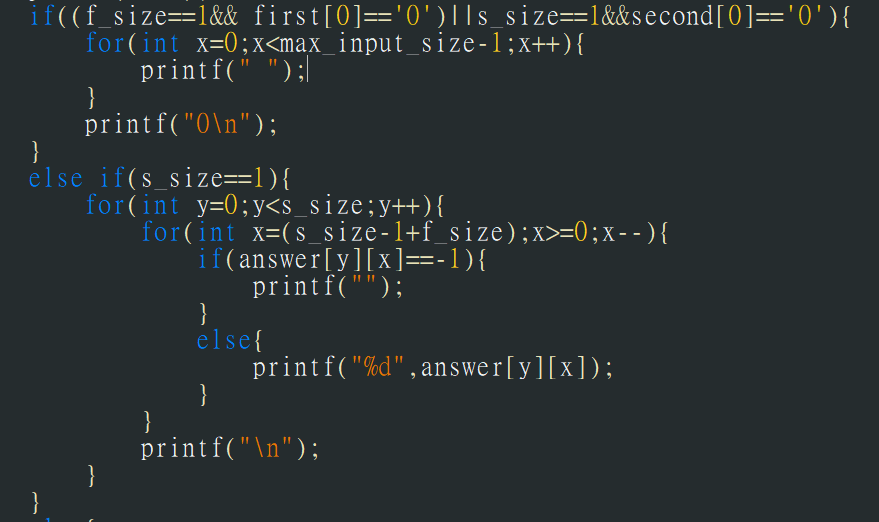 if((f_size==1&& first[0]=='0')||s_size==1&&second[0]=='0'){
    for(int x=0;x<max_input_size-1;x++){
        printf(" ");
    }
    printf("0\n");
}
else if(s_size==1){
    for(int y=0;y<s_size;y++){
        for(int x=(s_size-1+f_size);x>=0;x--){
            if(answer[y][x]==-1){
                printf("");
            }
            else{
                printf("%d",answer[y][x]);
            }
        }
        printf("\n");
    }
}